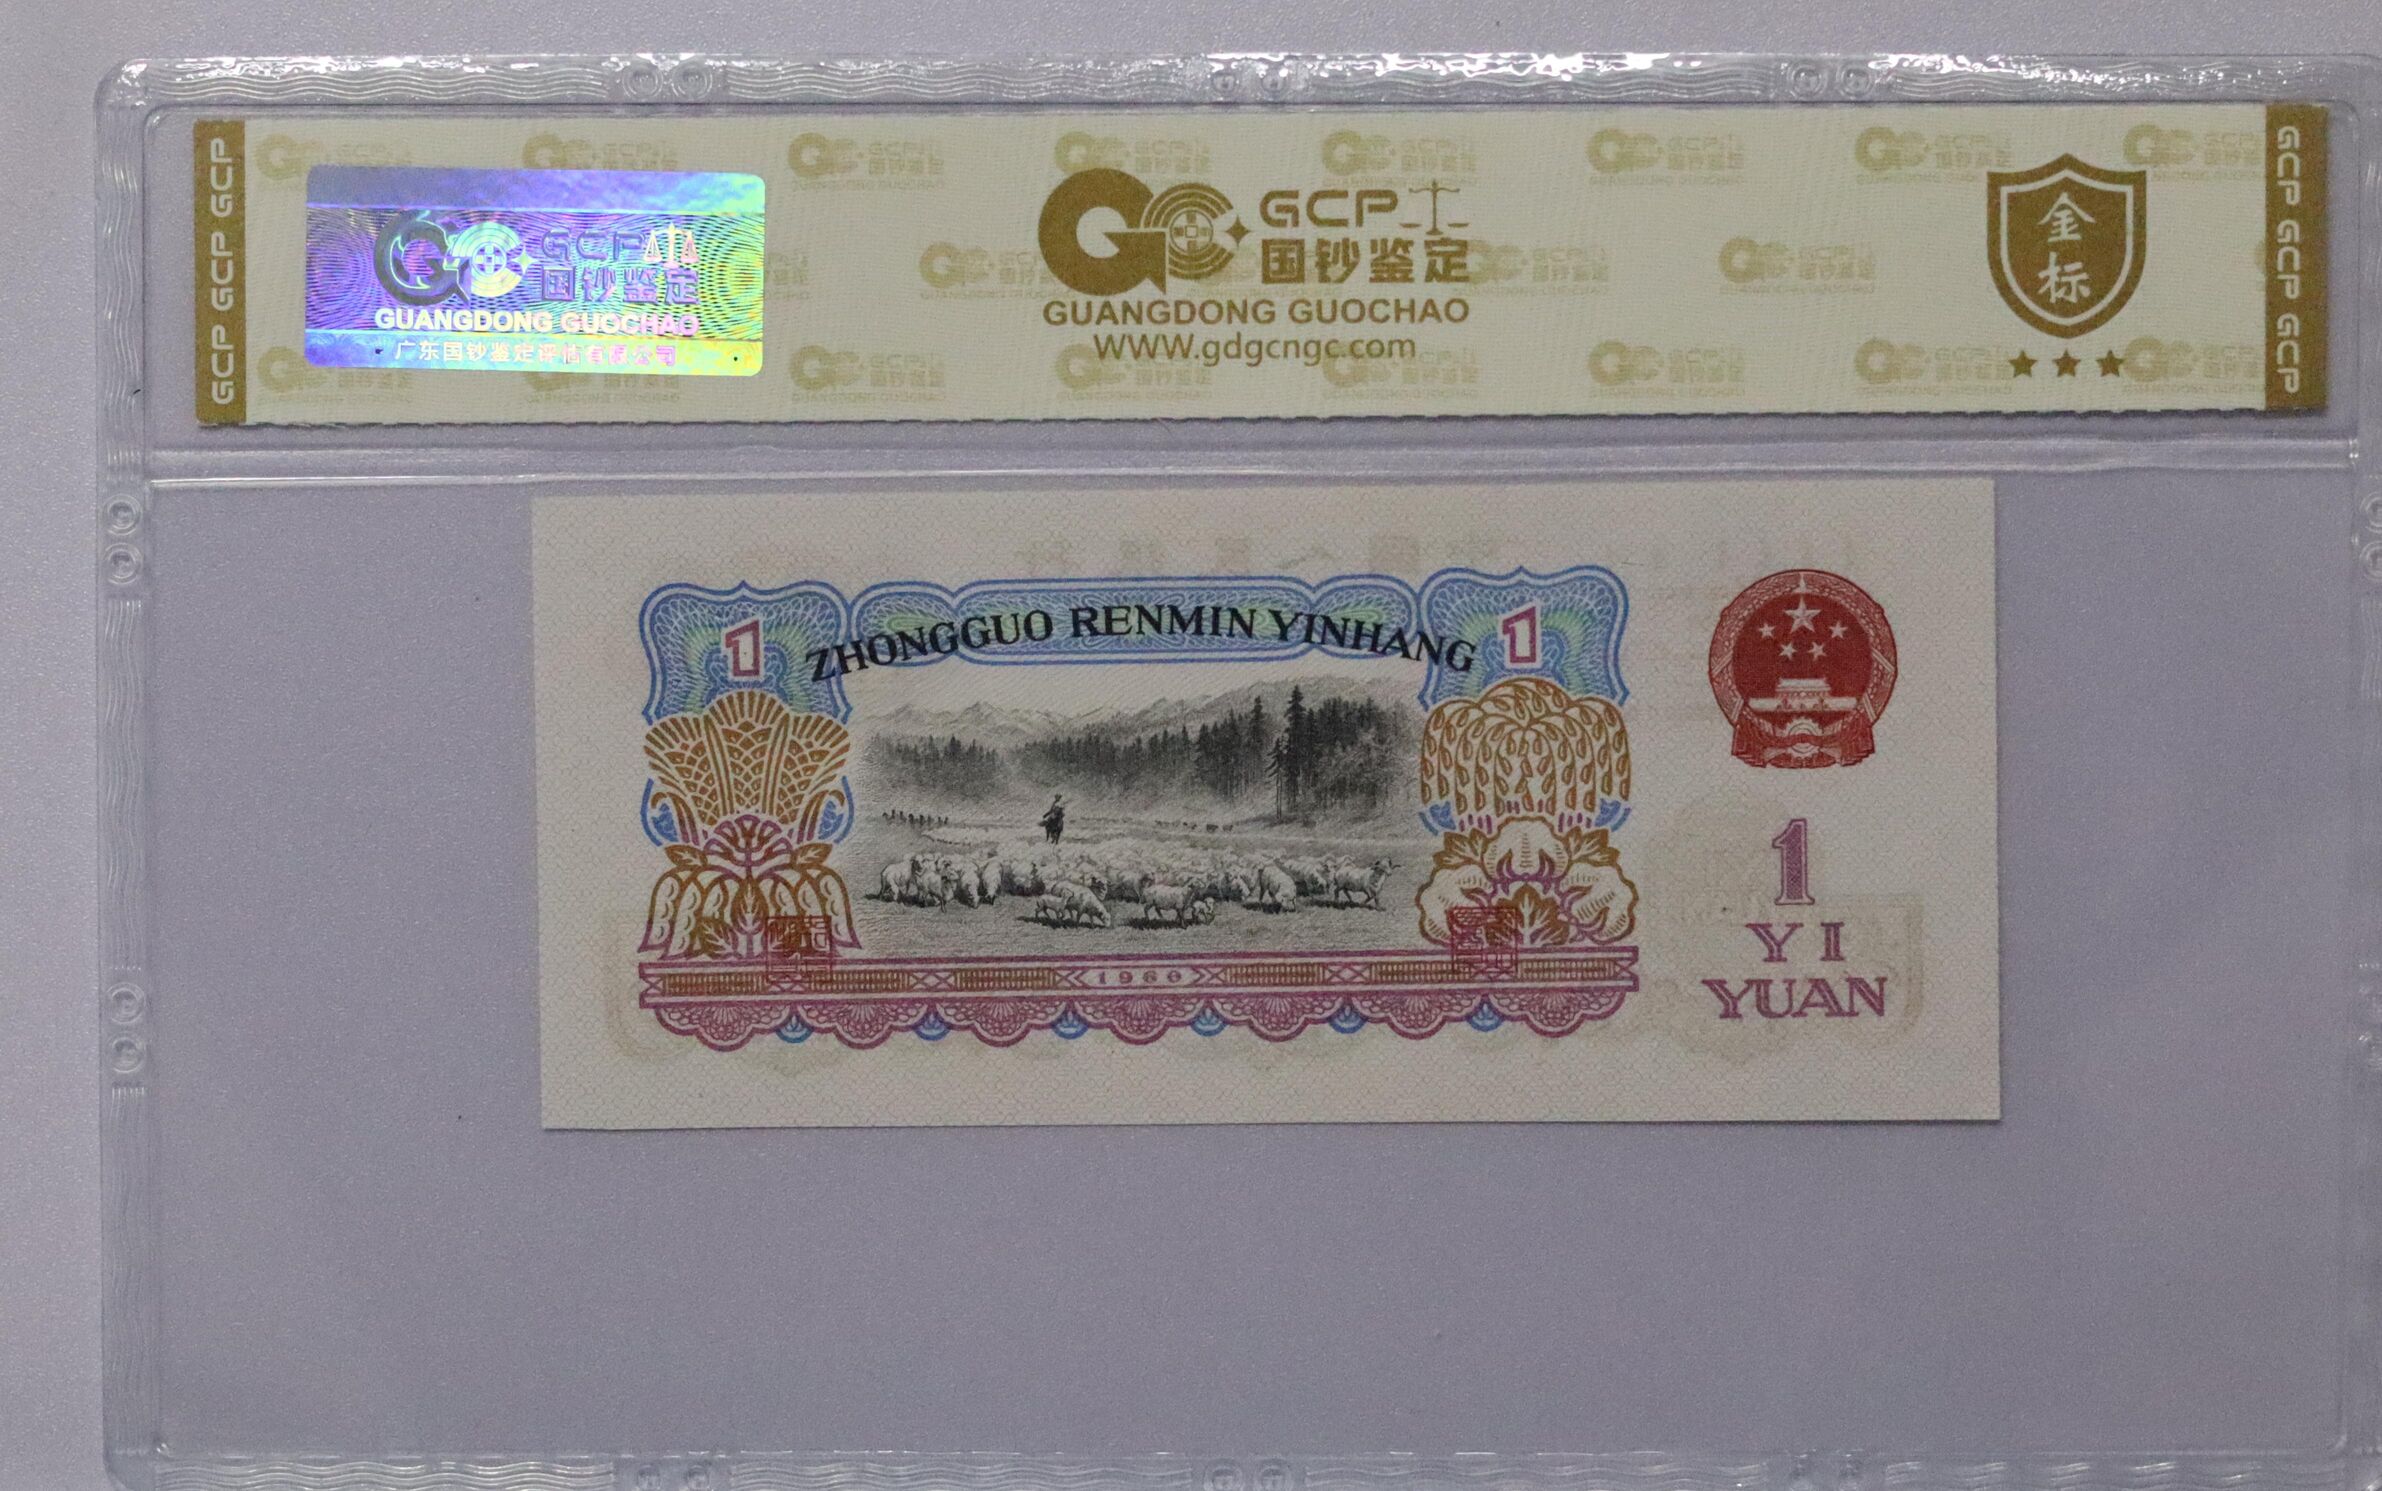 GCP GCP GCP
GCP
国钞鉴定
GUANGDONG GUOCHAO
广东国钞鉴定评估有限公司
GCP
国钞鉴定
GUANGDONG GUOCHAO
WWW.gdgcngc.com
金
标
GCP GCP GCP
1
ZHONGGUO RENMIN YINHANG
1
1960
1
YI
YUAN